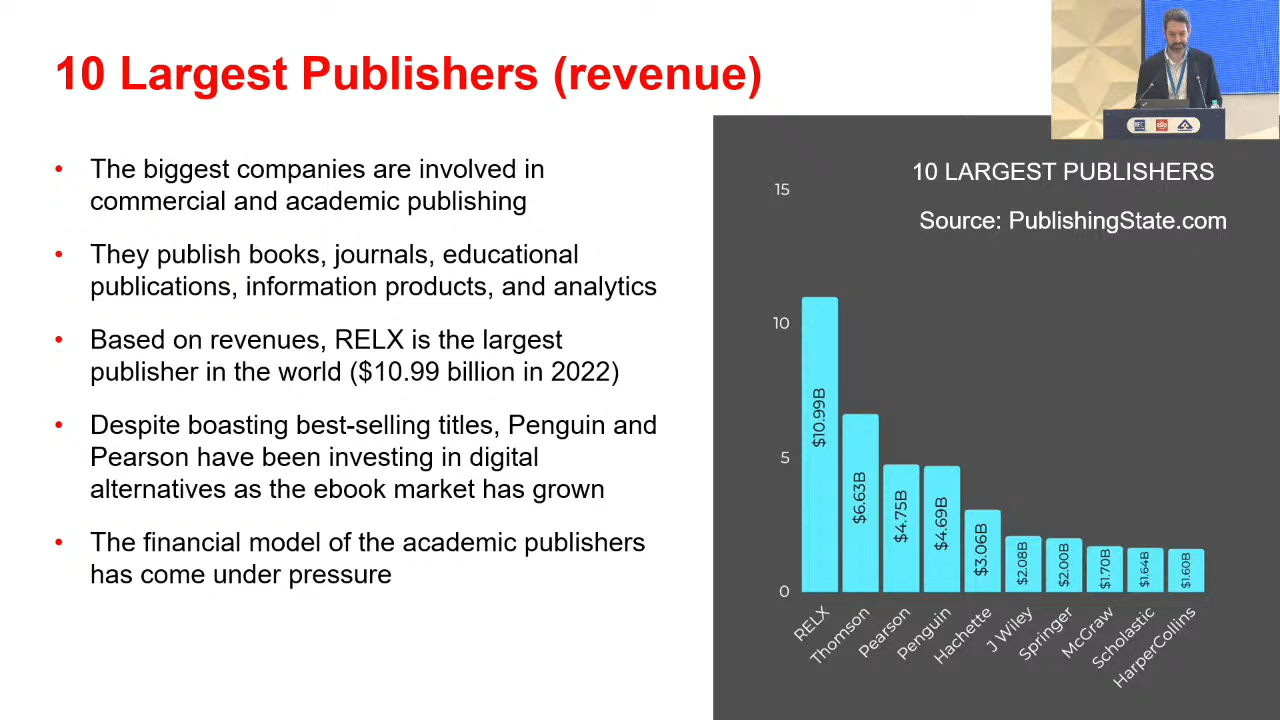 10 Largest Publishers (revenue)
• The biggest companies are involved in
commercial and academic publishing
• They publish books, journals, educational
publications, information products, and analytics
• Based on revenues, RELX is the largest
publisher in the world ($10.99 billion in 2022)
• Despite boasting best-selling titles, Penguin and
Pearson have been investing in digital
alternatives as the ebook market has grown
• The financial model of the academic publishers
has come under pressure
10 LARGEST PUBLISHERS
Source: PublishingState.com
15
10
5
0
$10.99B
$6.63B
$4.75B
$4.69B
$3.06B
$2.08B
$2.00B
$1.70B
$1.64B
$1.60B
RELX
Thomson
Pearson
Penguin
Hachette
J Wiley
Springer
McGraw
Scholastic
HarperCollins